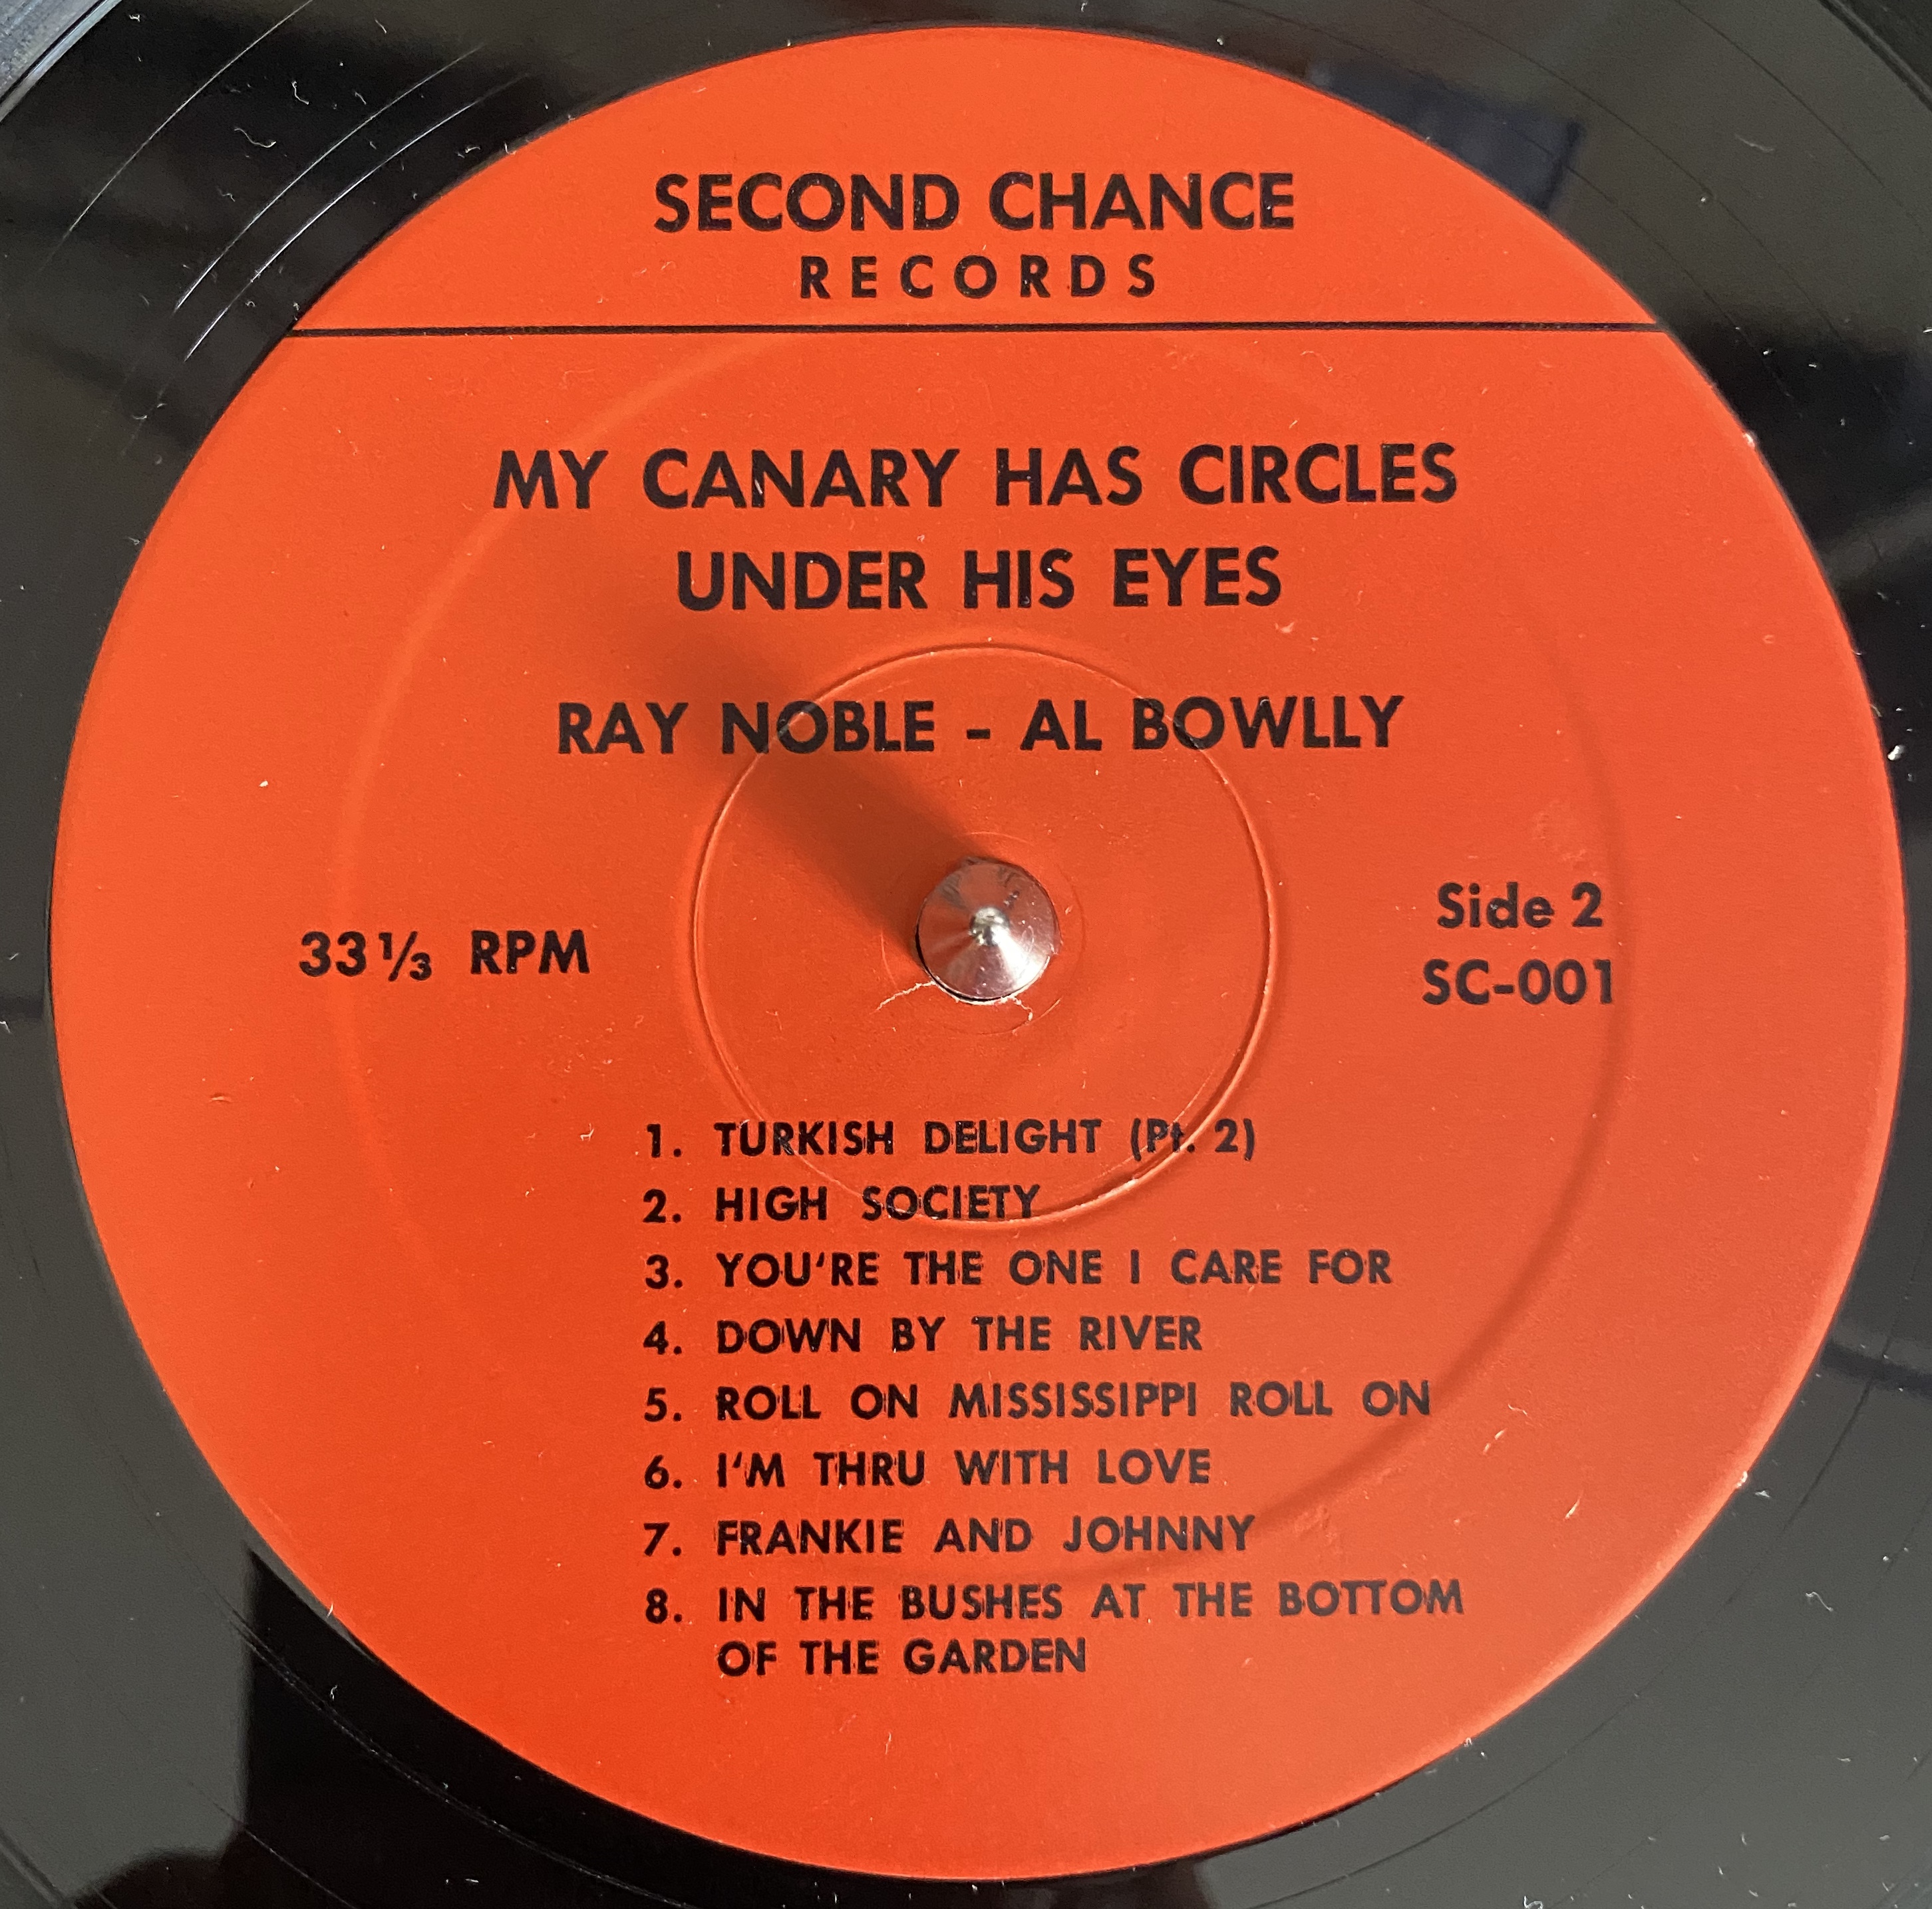 SECOND CHANCE
RECORDS
MY CANARY HAS CIRCLES
UNDER HIS EYES
RAY NOBLE - AL BOWLLY
33⅓ RPM
Side 2
SC-001
1. TURKISH DELIGHT (Pt. 2)
2. HIGH SOCIETY
3. YOU'RE THE ONE I CARE FOR
4. DOWN BY THE RIVER
5. ROLL ON MISSISSIPPI ROLL ON
6. I'M THRU WITH LOVE
7. FRANKIE AND JOHNNY
8. IN THE BUSHES AT THE BOTTOM
OF THE GARDEN